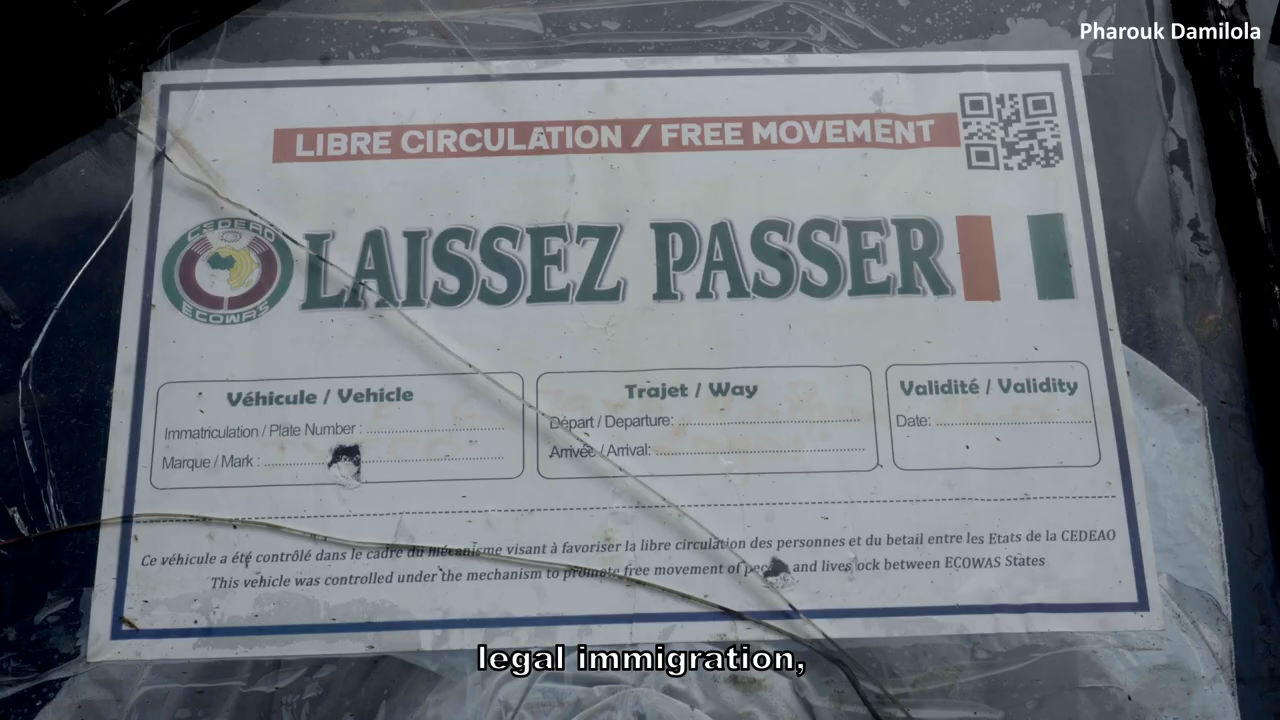 Pharouk Damilola
LIBRE CIRCULATION / FREE MOVEMENT
CEDEAO
LAISSEZ PASSER
ECOWAS
Véhicule / Vehicle
Immatriculation / Plate Number :
Marque / Mark :
Trajet / Way
Départ / Departure:
Arrivée / Arrival:
Validité / Validity
Date:
Ce véhicule a été contrôlé dans le cadre du mécanisme visant à favoriser la libre circulation des personnes et du betail entre les Etats de la CEDEAO
This vehicle was controlled under the mechanism to promote free movement of and lives ock between ECOWAS States
legal immigration,